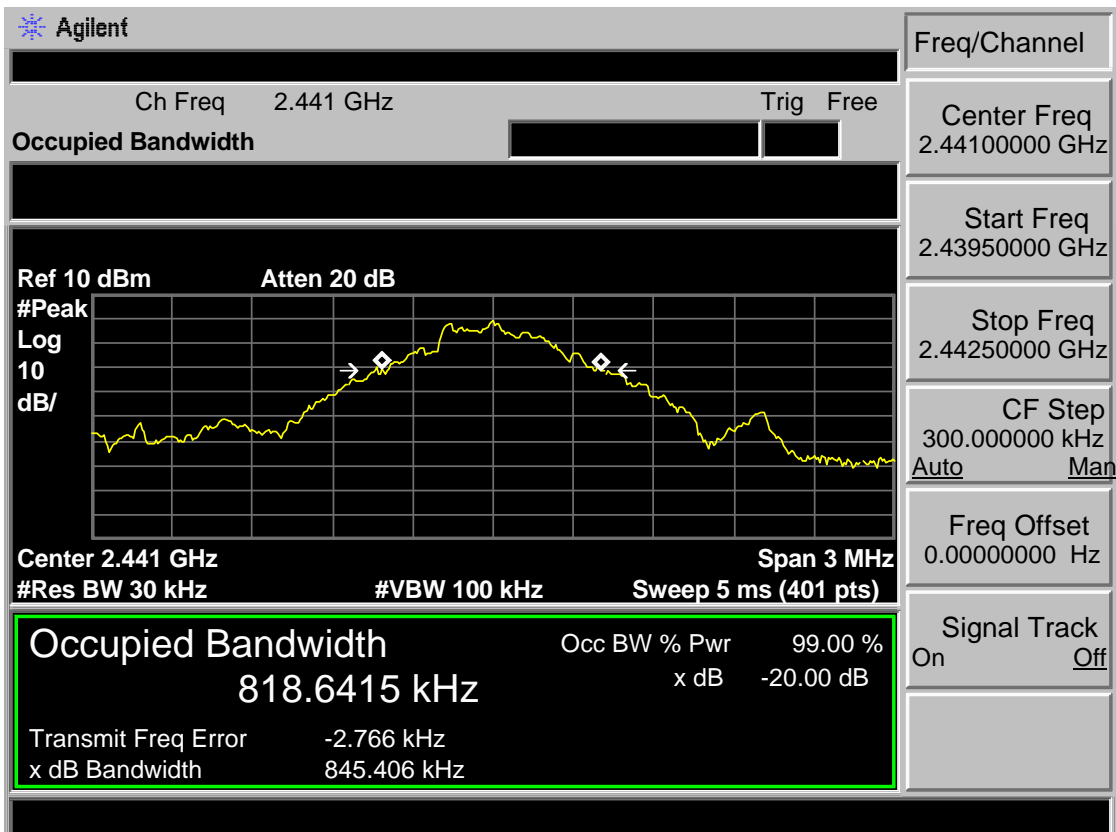 Agilent
Freq/Channel
Ch Freq 2.441 GHz Trig Free
Occupied Bandwidth
Center Freq
2.44100000 GHz
Start Freq
2.43950000 GHz
Stop Freq
2.44250000 GHz
CF Step
300.000000 kHz
Auto Man
Freq Offset
0.00000000 Hz
Signal Track
On Off
Ref 10 dBm Atten 20 dB
#Peak
Log
10
dB/
Center 2.441 GHz Span 3 MHz
#Res BW 30 kHz #VBW 100 kHz Sweep 5 ms (401 pts)
Occupied Bandwidth Occ BW % Pwr 99.00 %
818.6415 kHz x dB -20.00 dB
Transmit Freq Error -2.766 kHz
x dB Bandwidth 845.406 kHz